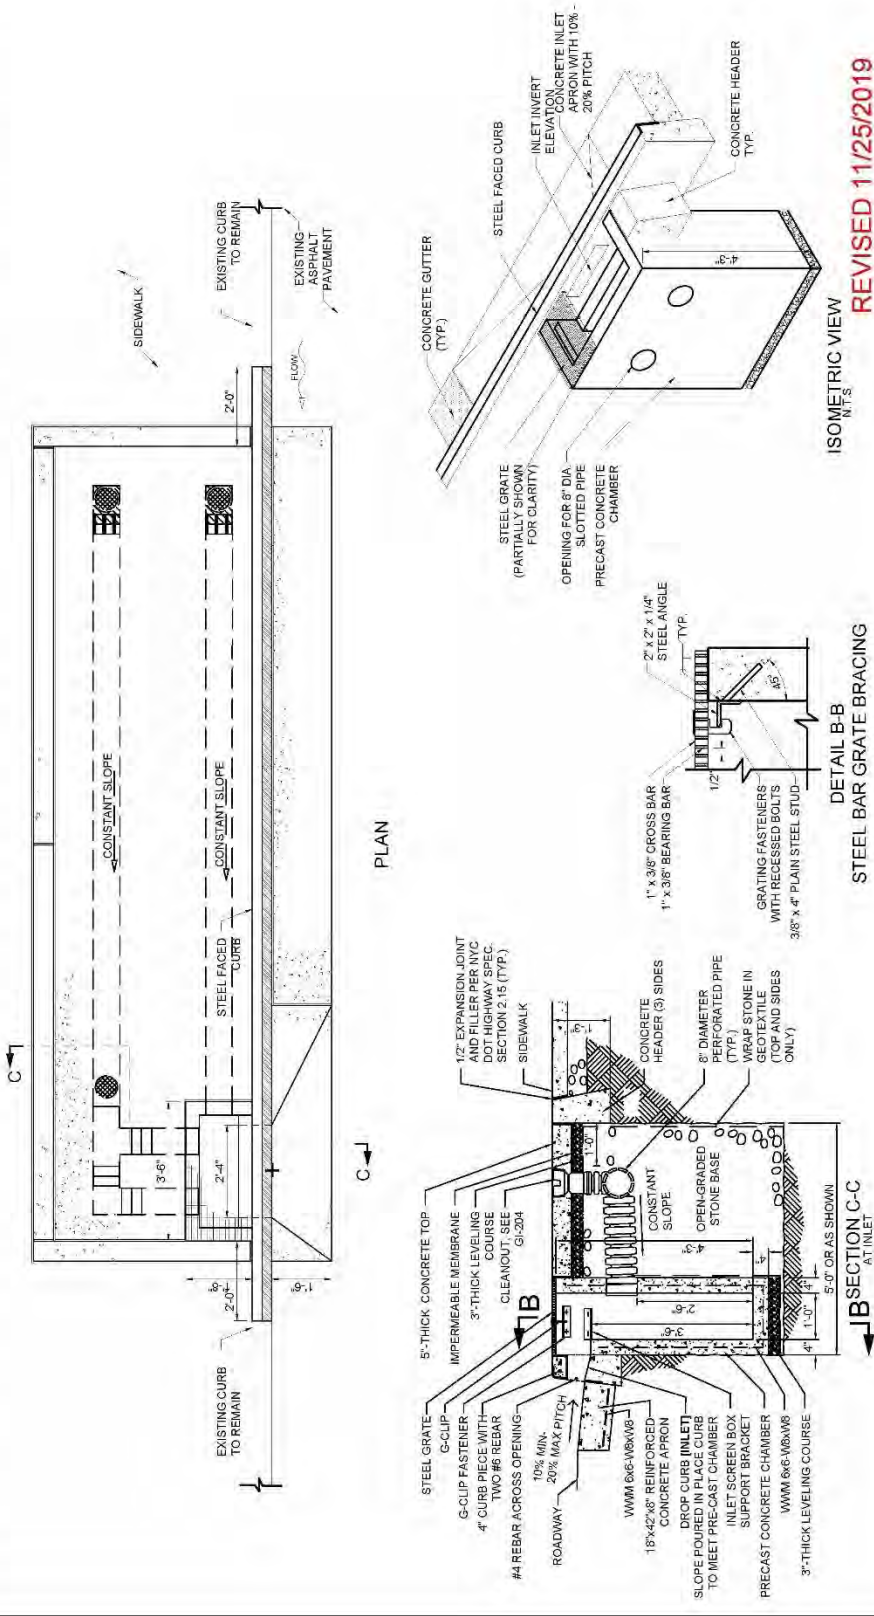 SIDEWALK
EXISTING CURB
TO REMAIN
EXISTING
ASPHALT
PAVEMENT
2'-0"
FLOW
CONSTANT SLOPE
CONSTANT SLOPE
STEEL FACED
CURB
C
C
3'-6"
2'-4"
2'-0"
1'-6"
EXISTING CURB
TO REMAIN
PLAN
CONCRETE GUTTER
(TYP.)
STEEL FACED CURB
INLET INVERT
ELEVATION
CONCRETE INLET
APRON WITH 10% -
20% PITCH
CONCRETE HEADER
TYP.
4'-3"
STEEL GRATE
(PARTIALLY SHOWN
FOR CLARITY)
OPENING FOR 8" DIA
SLOTTED PIPE
PRECAST CONCRETE
CHAMBER
ISOMETRIC VIEW
N.T.S
REVISED 11/25/2019
2" x 2" x 1/4"
STEEL ANGLE
TYP.
1" x 3/8" CROSS BAR
1" x 3/8" BEARING BAR
1/2"
45°
GRATING FASTENERS
WITH RECESSED BOLTS
3/8" x 4" PLAIN STEEL STUD
DETAIL B-B
STEEL BAR GRATE BRACING
1/2" EXPANSION JOINT
AND FILLER PER NYC
DOT HIGHWAY SPEC.
SECTION 2.15 (TYP.)
SIDEWALK
1'-3"
CONCRETE
HEADER (3) SIDES
8" DIAMETER
PERFORATED PIPE
(TYP.)
WRAP STONE IN
GEOTEXTILE
(TOP AND SIDES
ONLY)
5"-THICK CONCRETE TOP
IMPERMEABLE MEMBRANE
3"-THICK LEVELING
COURSE
CLEANOUT, SEE
GI-204
1'-0"
CONSTANT
SLOPE
OPEN-GRADED
STONE BASE
4'-3"
2'-6"
3'-6"
4"
4"
1'-0"
4"
5'-0" OR AS SHOWN
B
B
STEEL GRATE
G-CLIP
G-CLIP FASTENER
4" CURB PIECE WITH
TWO #6 REBAR
#4 REBAR ACROSS OPENING
10% MIN-
20% MAX PITCH
ROADWAY
WWM 6x6-W8xW8
18"x42"x8" REINFORCED
CONCRETE APRON
DROP CURB [INLET]
SLOPE POURED IN PLACE CURB
TO MEET PRE-CAST CHAMBER
INLET SCREEN BOX
SUPPORT BRACKET
PRECAST CONCRETE CHAMBER
WWM 6x6-W8xW8
3"-THICK LEVELING COURSE
SECTION C-C
AT INLET